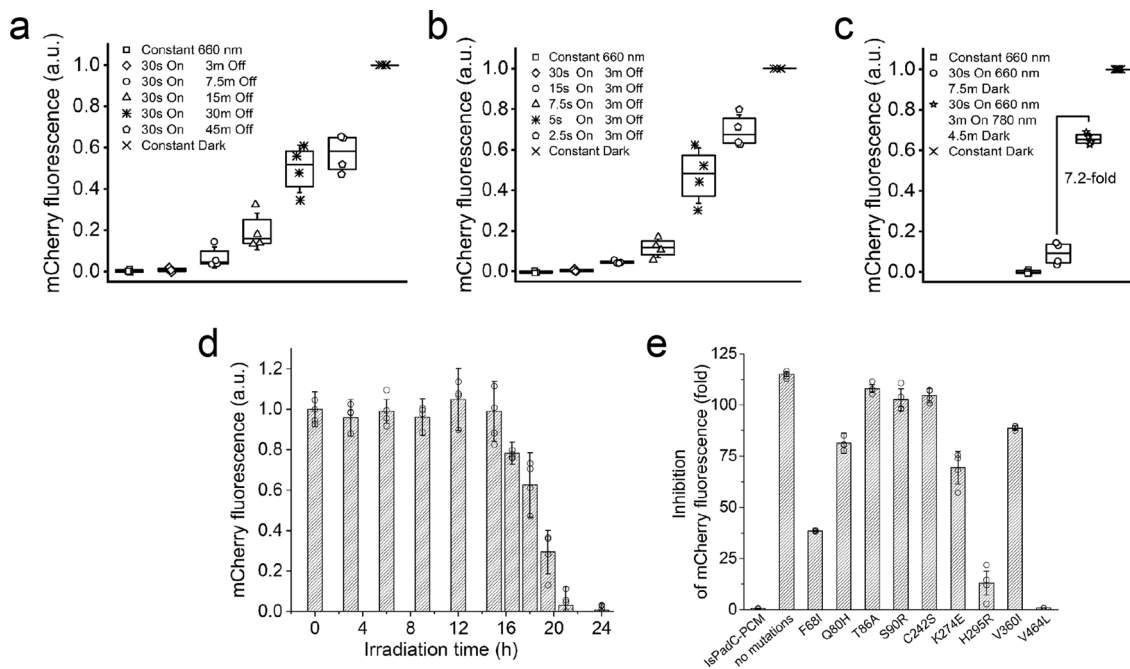 a
mCherry fluorescence (a.u.)
1.0
0.8
0.6
0.4
0.2
0.0
Constant 660 nm
30s On 3m Off
30s On 7.5m Off
30s On 15m Off
30s On 30m Off
30s On 45m Off
Constant Dark
b
mCherry fluorescence (a.u.)
1.0
0.8
0.6
0.4
0.2
0.0
Constant 660 nm
30s On 3m Off
15s On 3m Off
7.5s On 3m Off
5s On 3m Off
2.5s On 3m Off
Constant Dark
c
mCherry fluorescence (a.u.)
1.0
0.8
0.6
0.4
0.2
0.0
Constant 660 nm
30s On 660 nm
7.5m Dark
30s On 660 nm
3m On 780 nm
4.5m Dark
Constant Dark
7.2-fold
d
mCherry fluorescence (a.u.)
1.2
1.0
0.8
0.6
0.4
0.2
0.0
0 4 8 12 16 20 24
Irradiation time (h)
e
Inhibition
of mCherry fluorescence (fold)
125
100
75
50
25
0
IsPadC-PCM
no mutations
F68I
Q80H
T86A
S90R
C242S
K274E
H295R
V360I
V464L